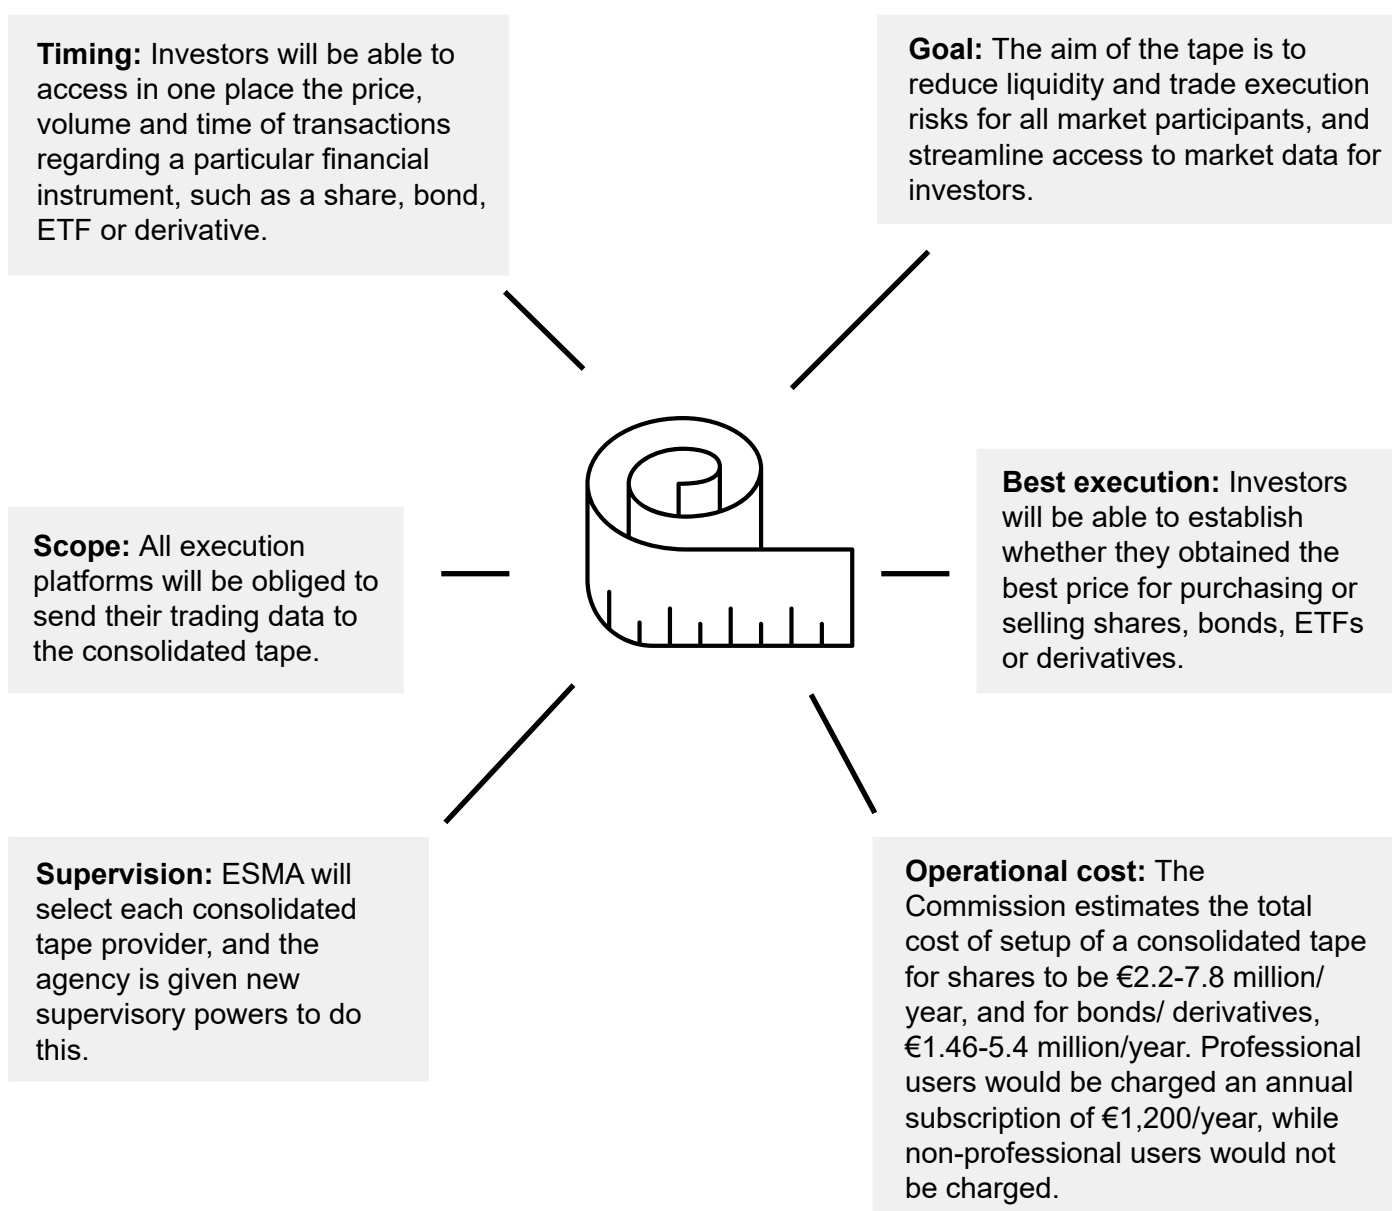 Timing: Investors will be able to
access in one place the price,
volume and time of transactions
regarding a particular financial
instrument, such as a share, bond,
ETF or derivative.
Goal: The aim of the tape is to
reduce liquidity and trade execution
risks for all market participants, and
streamline access to market data for
investors.
Scope: All execution
platforms will be obliged to
send their trading data to
the consolidated tape.
Best execution: Investors
will be able to establish
whether they obtained the
best price for purchasing or
selling shares, bonds, ETFs
or derivatives.
Supervision: ESMA will
select each consolidated
tape provider, and the
agency is given new
supervisory powers to do
this.
Operational cost: The
Commission estimates the total
cost of setup of a consolidated tape
for shares to be €2.2-7.8 million/
year, and for bonds/ derivatives,
€1.46-5.4 million/year. Professional
users would be charged an annual
subscription of €1,200/year, while
non-professional users would not
be charged.